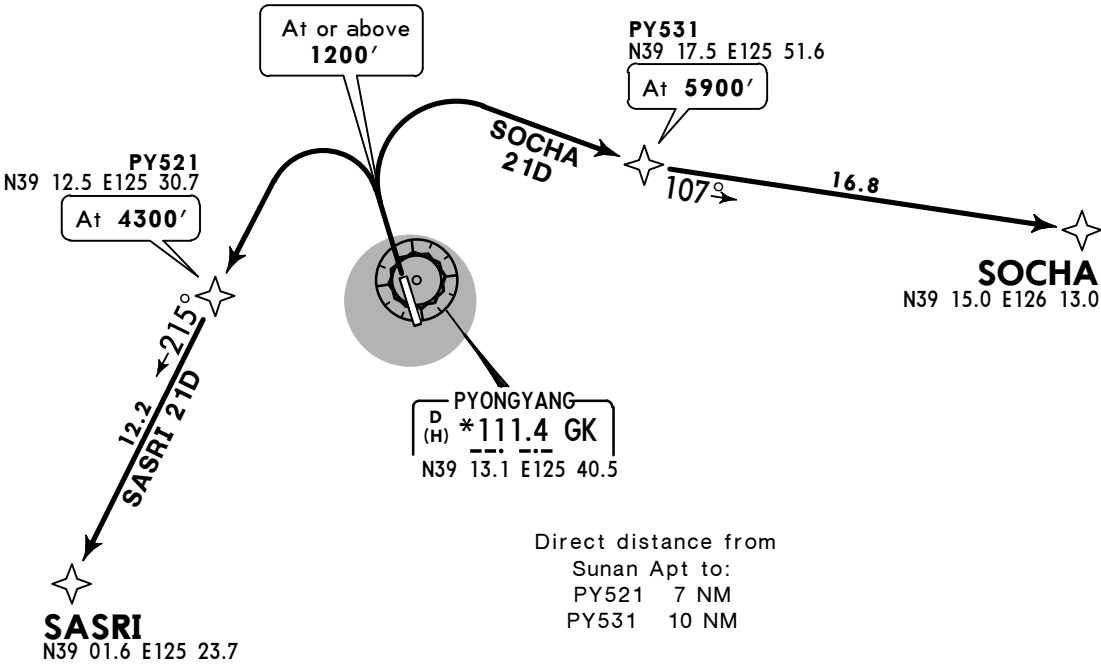 At or above
1200′
PY531
N39 17.5 E125 51.6
At 5900′
SOCHA
21D
PY521
N39 12.5 E125 30.7
At 4300′
107°
16.8
SOCHA
N39 15.0 E126 13.0
215°
12.2
SASRI 21D
PYONGYANG
D
(H)
*111.4 GK
N39 13.1 E125 40.5
SASRI
N39 01.6 E125 23.7
Direct distance from
Sunan Apt to:
PY521 7 NM
PY531 10 NM